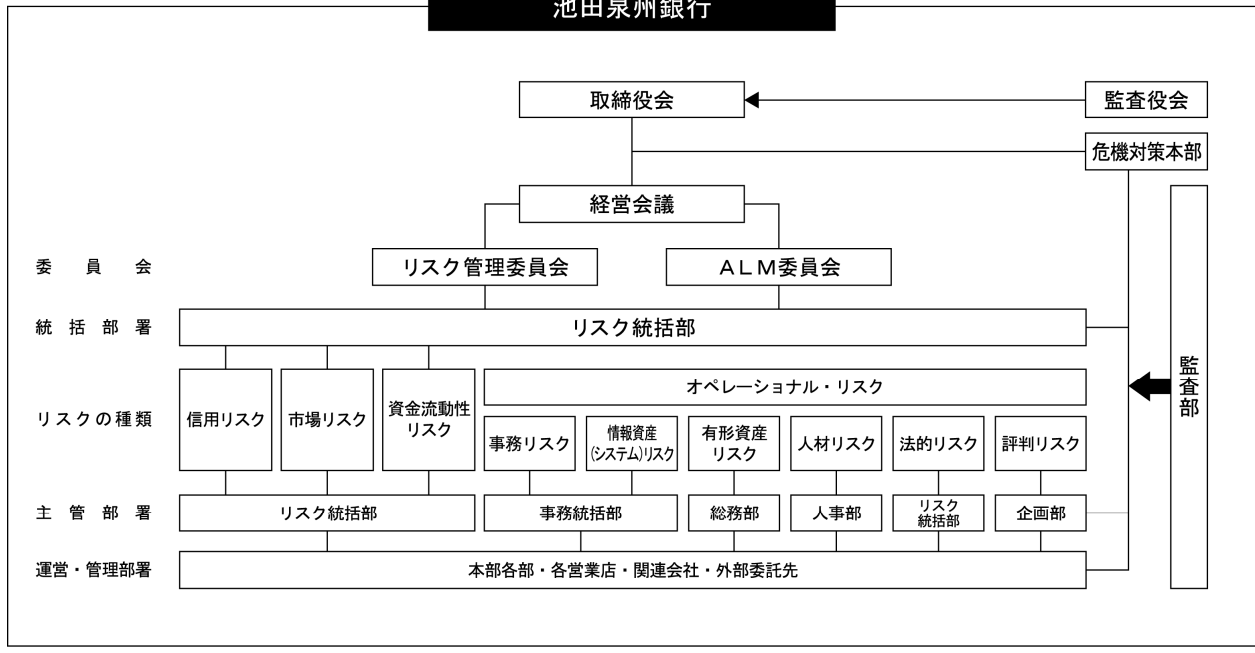 池田泉州銀行
取締役会
監査役会
危機対策本部
経営会議
委員会
リスク管理委員会
ALM委員会
統括部署
リスク統括部
監査部
リスクの種類
信用リスク
市場リスク
資金流動性
リスク
オペレーショナル・リスク
事務リスク
情報資産
(システム)リスク
有形資産
リスク
人材リスク
法的リスク
評判リスク
主管部署
リスク統括部
事務統括部
総務部
人事部
リスク
統括部
企画部
運営・管理部署
本部各部・各営業店・関連会社・外部委託先